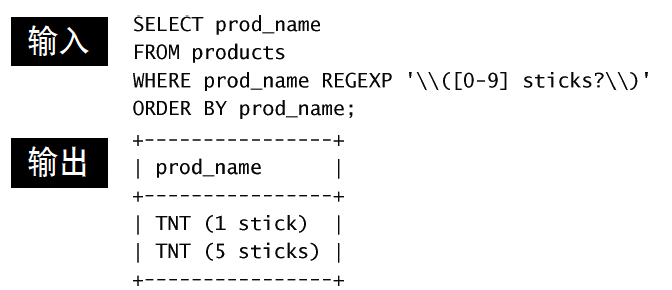 输入
SELECT prod_name
FROM products
WHERE prod_name REGEXP '\\([0-9] sticks?\\)'
ORDER BY prod_name;
输出
+----------------+
| prod_name      |
+----------------+
| TNT (1 stick)  |
| TNT (5 sticks) |
+----------------+